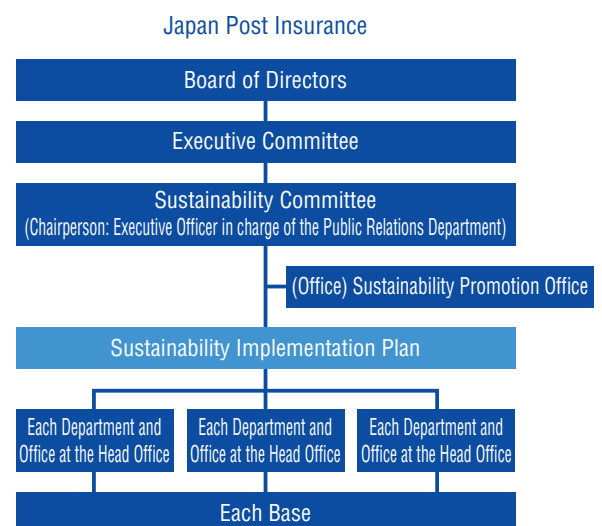 Japan Post Insurance
Board of Directors
Executive Committee
Sustainability Committee
(Chairperson: Executive Officer in charge of the Public Relations Department)
(Office) Sustainability Promotion Office
Sustainability Implementation Plan
Each Department and
Office at the Head Office
Each Department and
Office at the Head Office
Each Department and
Office at the Head Office
Each Base